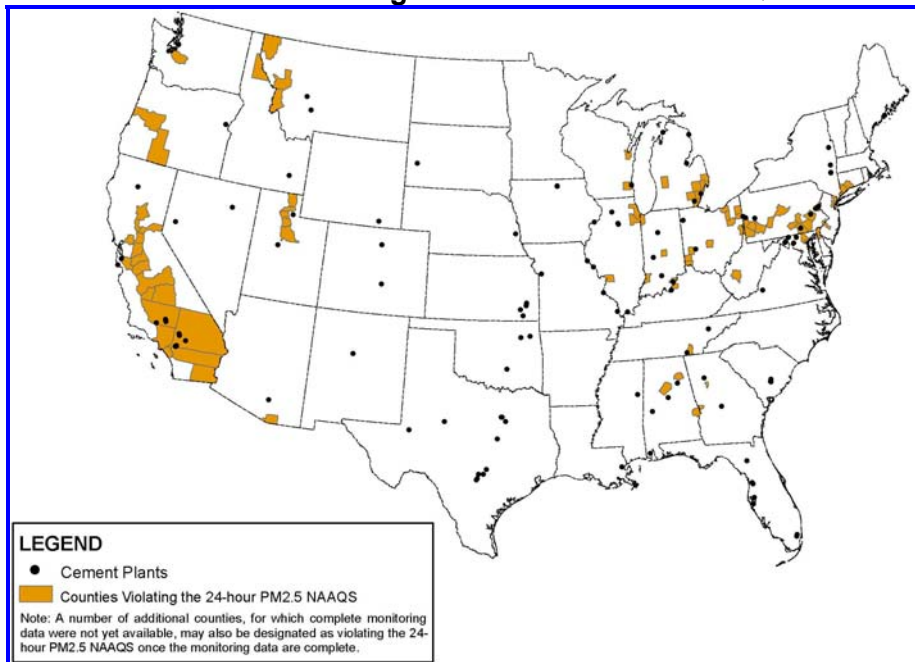 LEGEND
Cement Plants
Counties Violating the 24-hour PM2.5 NAAQS
Note: A number of additional counties, for which complete monitoring
data were not yet available, may also be designated as violating the 24-
hour PM2.5 NAAQS once the monitoring data are complete.